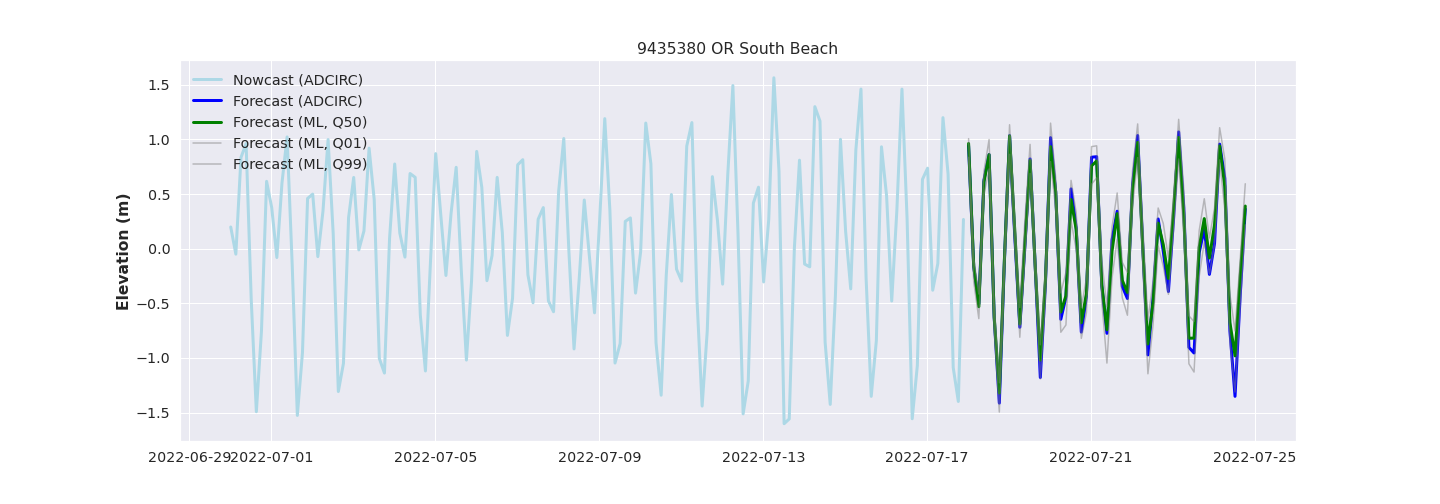 9435380 OR South Beach
Nowcast (ADCIRC)
Forecast (ADCIRC)
Forecast (ML, Q50)
Forecast (ML, Q01)
Forecast (ML, Q99)
Elevation (m)
1.5
1.0
0.5
0.0
−0.5
−1.0
−1.5
2022-06-29 2022-07-01 2022-07-05 2022-07-09 2022-07-13 2022-07-17 2022-07-21 2022-07-25